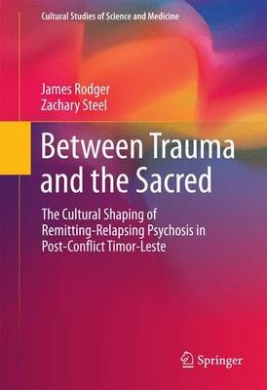 Cultural Studies of Science and Medicine
James Rodger
Zachary Steel
Between Trauma
and the Sacred
The Cultural Shaping of
Remitting-Relapsing Psychosis in
Post-Conflict Timor-Leste
Springer